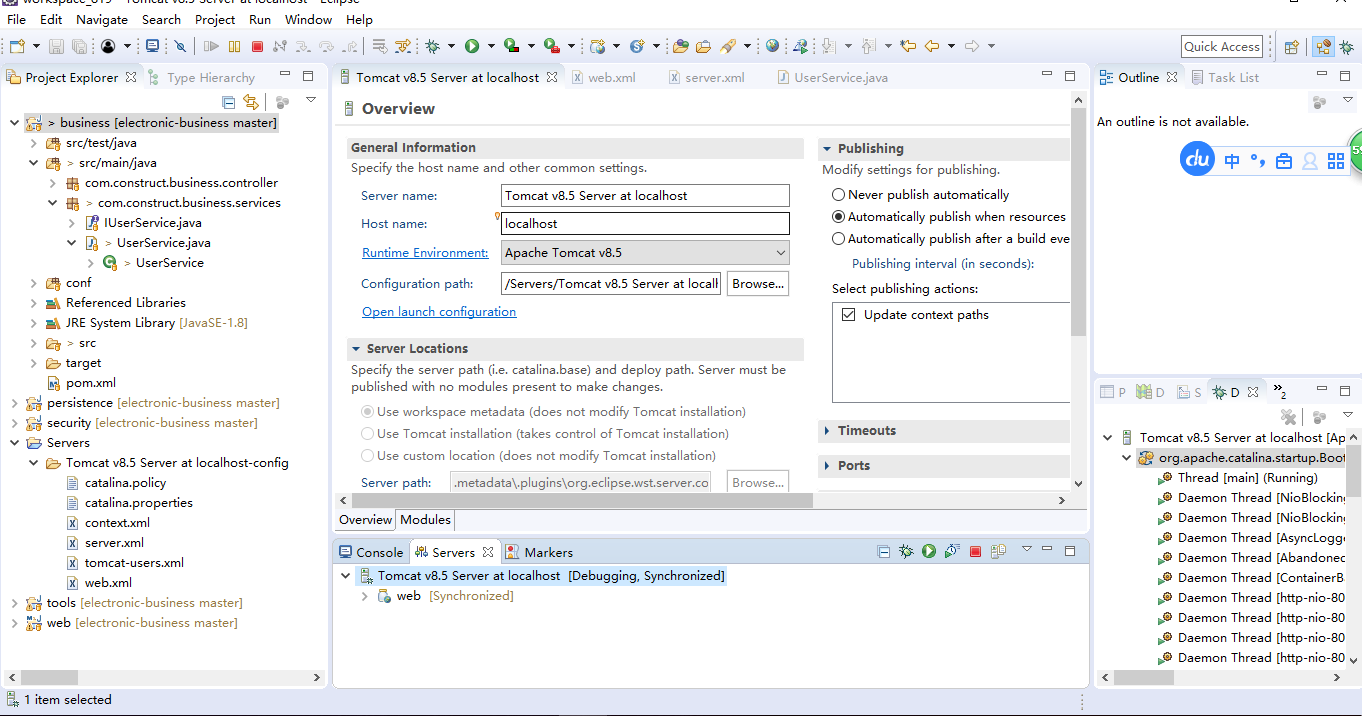 workspace_019 - Tomcat v8.5 Server at localhost - Eclipse
File Edit Navigate Search Project Run Window Help
Quick Access
Project Explorer Type Hierarchy
> business [electronic-business master]
src/test/java
> src/main/java
com.construct.business.controller
> com.construct.business.services
IUserService.java
> UserService.java
> UserService
conf
Referenced Libraries
JRE System Library [JavaSE-1.8]
> src
target
pom.xml
persistence [electronic-business master]
security [electronic-business master]
Servers
Tomcat v8.5 Server at localhost-config
catalina.policy
catalina.properties
context.xml
server.xml
tomcat-users.xml
web.xml
tools [electronic-business master]
web [electronic-business master]
Tomcat v8.5 Server at localhost web.xml server.xml UserService.java
Overview
General Information
Specify the host name and other common settings.
Server name: Tomcat v8.5 Server at localhost
Host name: localhost
Runtime Environment: Apache Tomcat v8.5
Configuration path: /Servers/Tomcat v8.5 Server at locall Browse...
Open launch configuration
Server Locations
Specify the server path (i.e. catalina.base) and deploy path. Server must be
published with no modules present to make changes.
Use workspace metadata (does not modify Tomcat installation)
Use Tomcat installation (takes control of Tomcat installation)
Use custom location (does not modify Tomcat installation)
Server path: .metadata\.plugins\org.eclipse.wst.server.co Browse...
Publishing
Modify settings for publishing.
Never publish automatically
Automatically publish when resources
Automatically publish after a build eve
Publishing interval (in seconds):
Select publishing actions:
Update context paths
Timeouts
Ports
Overview Modules
Console Servers Markers
Tomcat v8.5 Server at localhost [Debugging, Synchronized]
web [Synchronized]
Outline Task List
An outline is not available.
du 中 °,
P D S D »2
Tomcat v8.5 Server at localhost [Ap
org.apache.catalina.startup.Boot
Thread [main] (Running)
Daemon Thread [NioBlocking
Daemon Thread [NioBlocking
Daemon Thread [AsyncLogge
Daemon Thread [Abandoned
Daemon Thread [ContainerBa
Daemon Thread [http-nio-80
Daemon Thread [http-nio-80
Daemon Thread [http-nio-80
Daemon Thread [http-nio-80
1 item selected